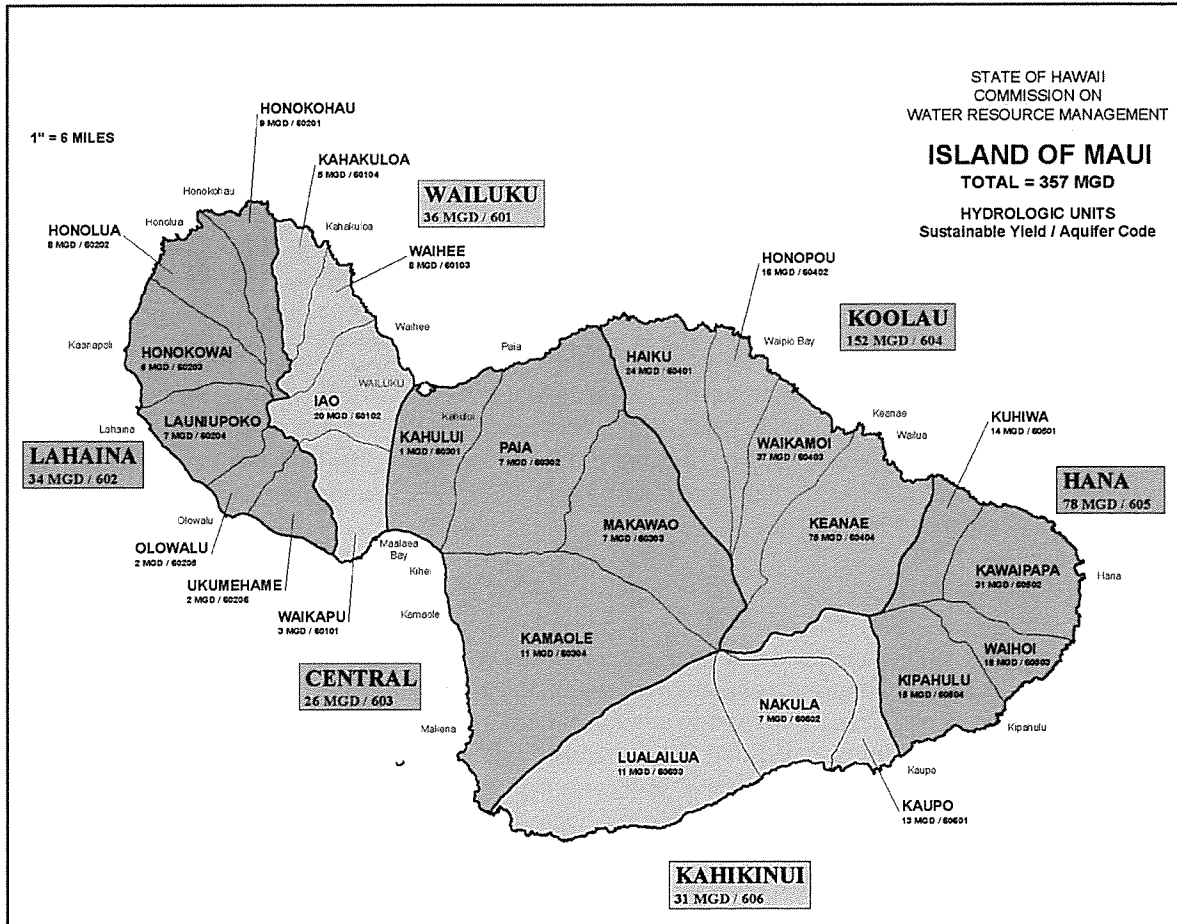 STATE OF HAWAII
COMMISSION ON
WATER RESOURCE MANAGEMENT
ISLAND OF MAUI
TOTAL = 357 MGD
HYDROLOGIC UNITS
Sustainable Yield / Aquifer Code
1" = 6 MILES
HONOKOHAU
9 MGD / 60201
KAHAKULOA
5 MGD / 60104
WAILUKU
36 MGD / 601
Honokohau
Honolua
Kahakuloa
HONOLUA
8 MGD / 60202
WAIHEE
8 MGD / 60103
HONOPOU
16 MGD / 60402
KOOLAU
152 MGD / 604
Waihee
Paia
Waipio Bay
Kaanapali
HONOKOWAI
6 MGD / 60203
HAIKU
24 MGD / 60401
WAILUKU
IAO
20 MGD / 60102
LAUNIUPOKO
7 MGD / 60204
Lahaina
Kahului
KAHULUI
1 MGD / 60301
PAIA
7 MGD / 60302
WAIKAMOI
37 MGD / 60403
Keanae
Wailua
KUHIWA
14 MGD / 60501
LAHAINA
34 MGD / 602
HANA
78 MGD / 605
Olowalu
OLOWALU
2 MGD / 60205
UKUMEHAME
2 MGD / 60206
WAIKAPU
3 MGD / 60101
Maalaea
Bay
Kihei
Kamaole
MAKAWAO
7 MGD / 60303
KEANAE
75 MGD / 60404
KAWAIPAPA
31 MGD / 60502
Hana
KAMAOLE
11 MGD / 60304
WAIHOI
18 MGD / 60503
KIPAHULU
15 MGD / 60504
CENTRAL
26 MGD / 603
NAKULA
7 MGD / 60602
Kipahulu
Makena
LUALAILUA
11 MGD / 60603
Kaupo
KAUPO
13 MGD / 60601
KAHIKINUI
31 MGD / 606